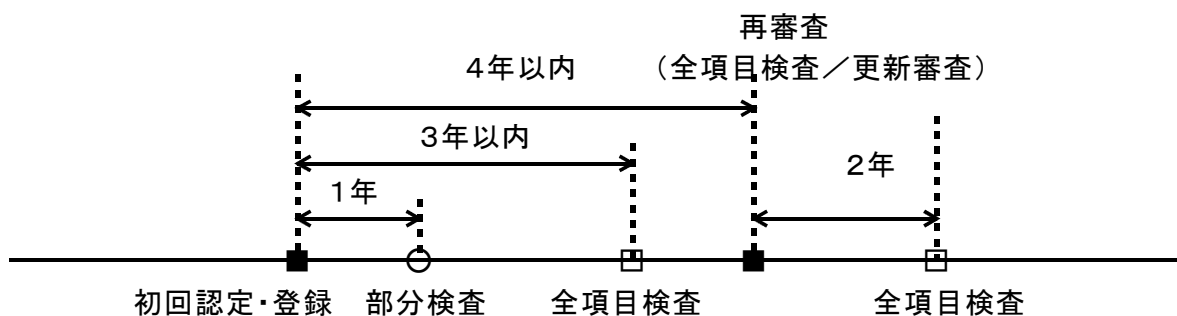 再審査
(全項目検査／更新審査)
4年以内
3年以内
1年
2年
初回認定・登録
部分検査
全項目検査
全項目検査